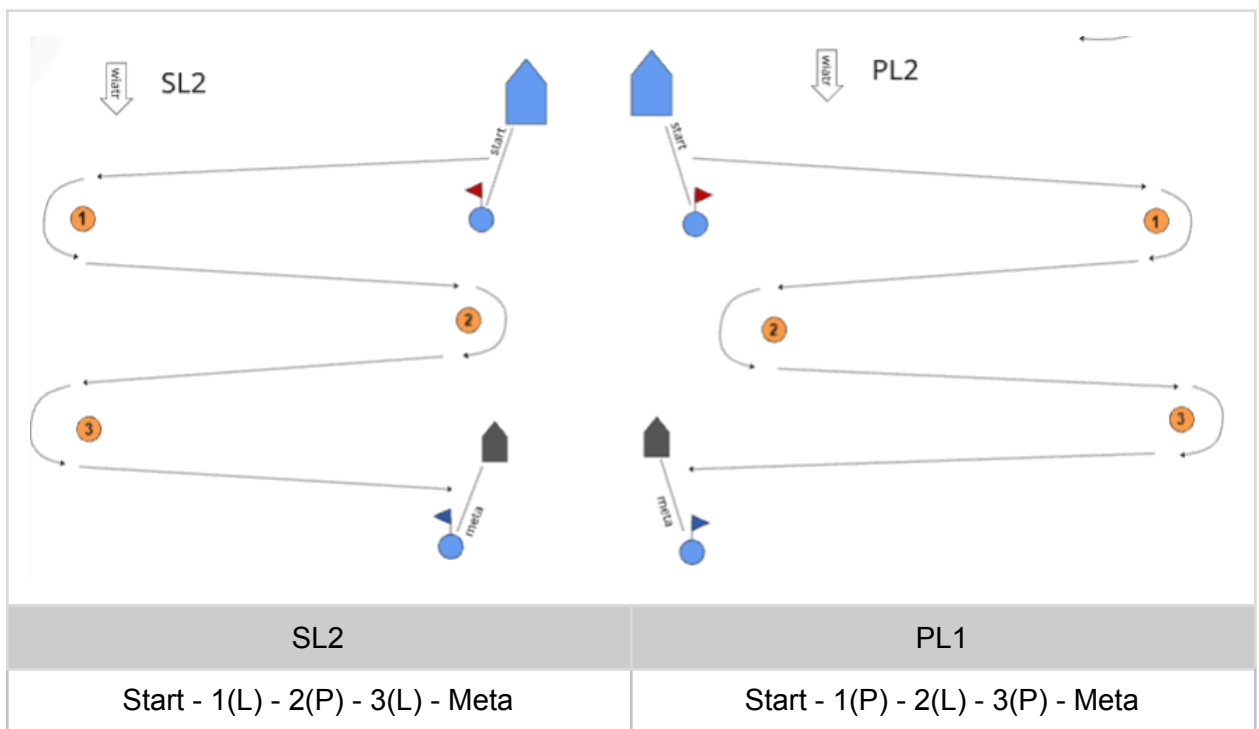 wiatr
SL2
start
start
wiatr
PL2
1
1
2
2
3
3
meta
meta
SL2
PL1
Start - 1(L) - 2(P) - 3(L) - Meta
Start - 1(P) - 2(L) - 3(P) - Meta